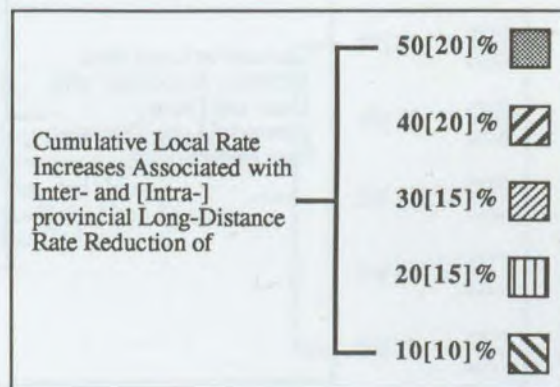 Cumulative Local Rate
Increases Associated with
Inter- and [Intra-]
provincial Long-Distance
Rate Reduction of
50[20]%
40[20]%
30[15]%
20[15]%
10[10]%